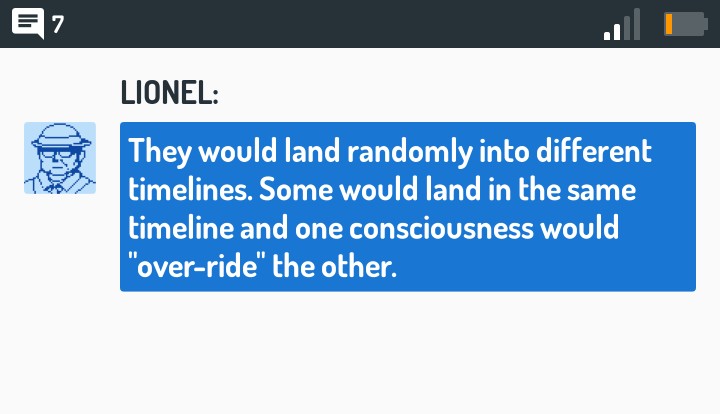 7
LIONEL:
They would land randomly into different
timelines. Some would land in the same
timeline and one consciousness would
"over-ride" the other.